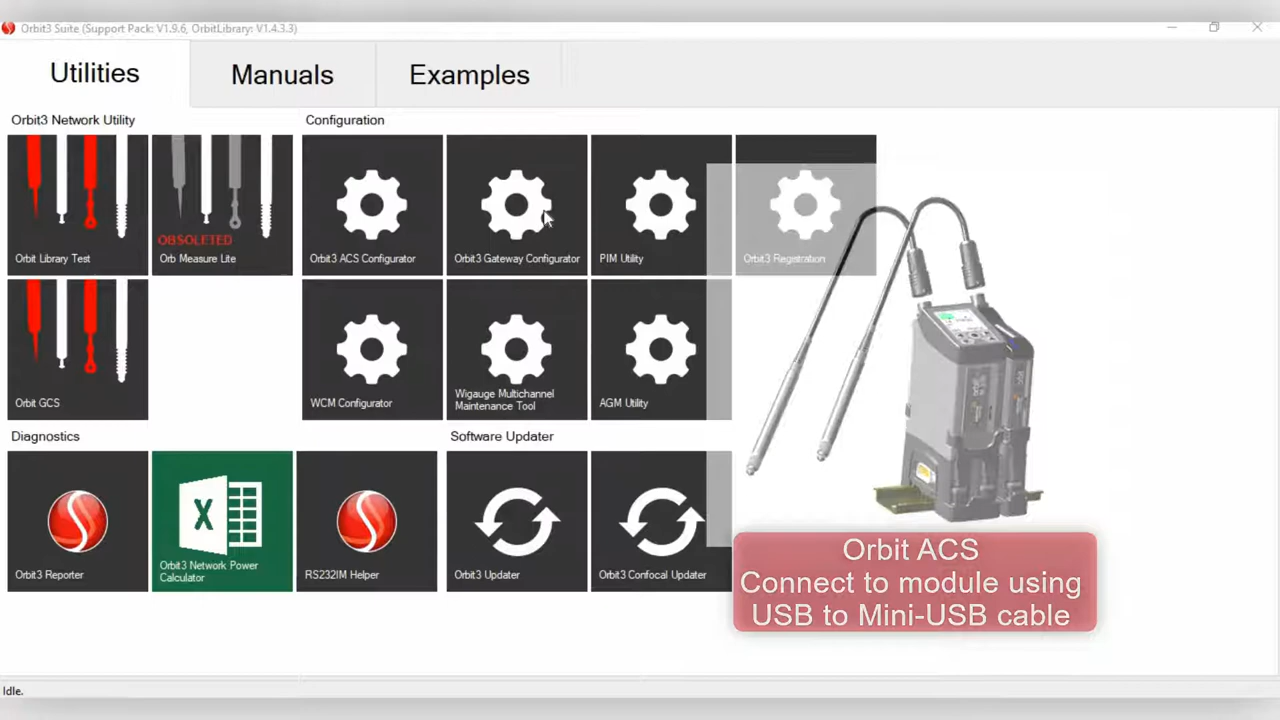 Orbit3 Suite (Support Pack: V1.9.6, OrbitLibrary: V1.4.3.3)
Utilities
Manuals
Examples
Orbit3 Network Utility
Configuration
Orbit Library Test
OBSOLETED
Orb Measure Lite
Orbit3 ACS Configurator
Orbit3 Gateway Configurator
PIM Utility
Orbit3 Registration
Orbit GCS
WCM Configurator
Wigauge Multichannel
Maintenance Tool
AGM Utility
Diagnostics
Software Updater
Orbit3 Reporter
X
Orbit3 Network Power
Calculator
RS232IM Helper
Orbit3 Updater
Orbit3 Confocal Updater
Orbit ACS
Connect to module using
USB to Mini-USB cable
Idle.